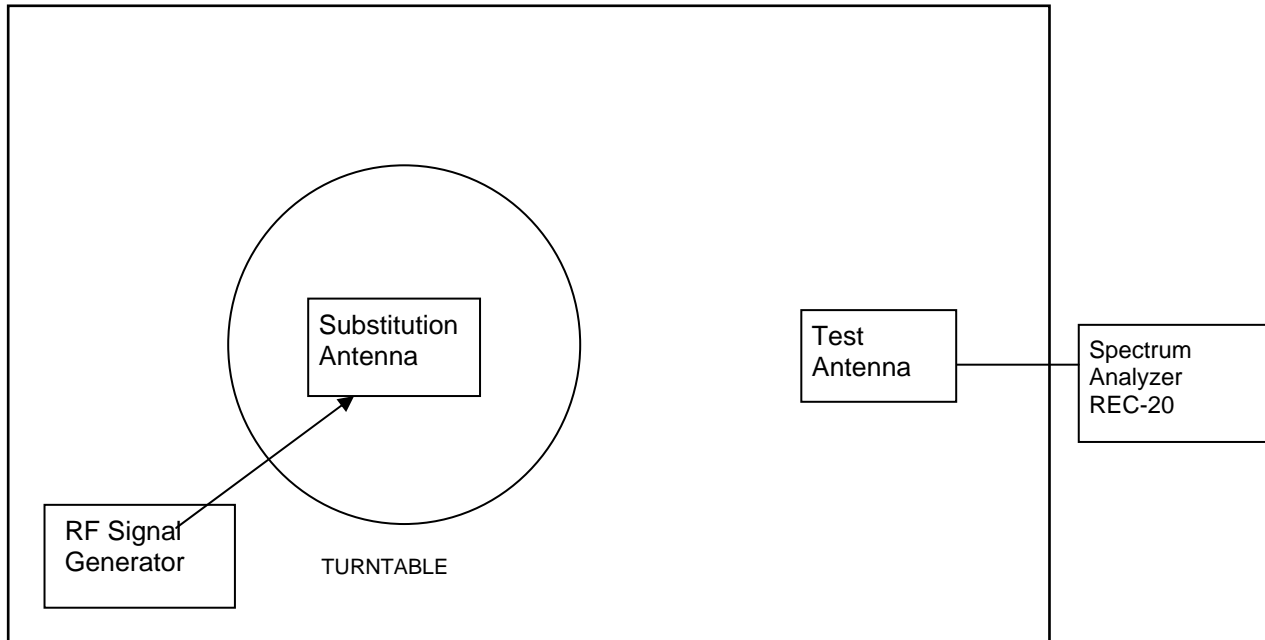 Substitution
Antenna
Test
Antenna
Spectrum
Analyzer
REC-20
RF Signal
Generator
TURNTABLE